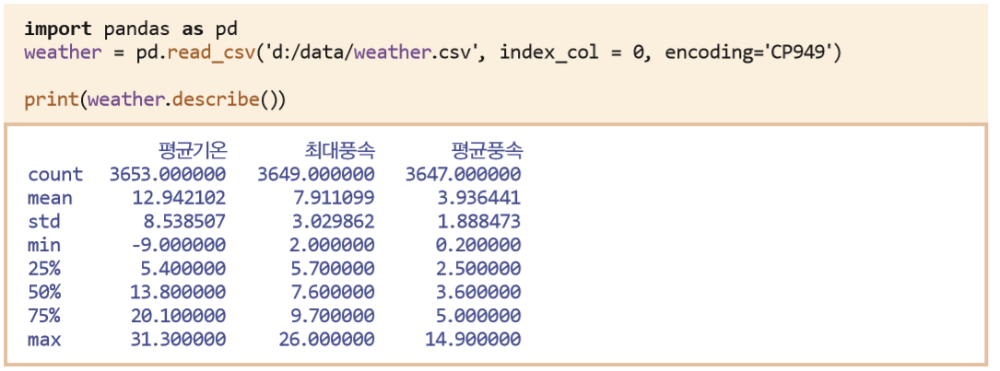 import pandas as pd
weather = pd.read_csv('d:/data/weather.csv', index_col = 0, encoding='CP949')
print(weather.describe())
평균기온 최대풍속 평균풍속
count 3653.000000 3649.000000 3647.000000
mean 12.942102 7.911099 3.936441
std 8.538507 3.029862 1.888473
min -9.000000 2.000000 0.200000
25% 5.400000 5.700000 2.500000
50% 13.800000 7.600000 3.600000
75% 20.100000 9.700000 5.000000
max 31.300000 26.000000 14.900000